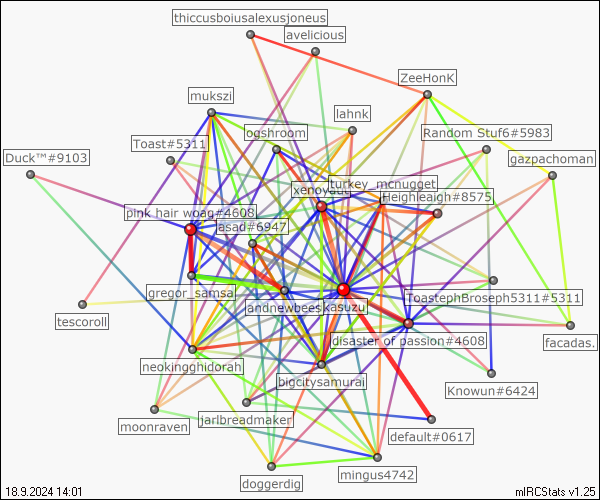 thiccusboiusalexusjoneus
avelicious
ZeeHonK
mukszi
lahnk
ogshroom
Random Stuf6#5983
Toast#5311
Duck™#9103
gazpachoman
turkey_mcnugget
Heighleaigh#8575
pink hair woag#4608
asad#6947
gregor_samsa
ToastephBroseph5311#5311
andnewbees
kasuzu
tescoroll
disaster of passion#4608
facadas.
neokingghidorah
bigcitysamurai
Knowun#6424
jarlbreadmaker
moonraven
default#0617
mingus4742
doggerdig
18.9.2024 14:01
mIRCStats v1.25